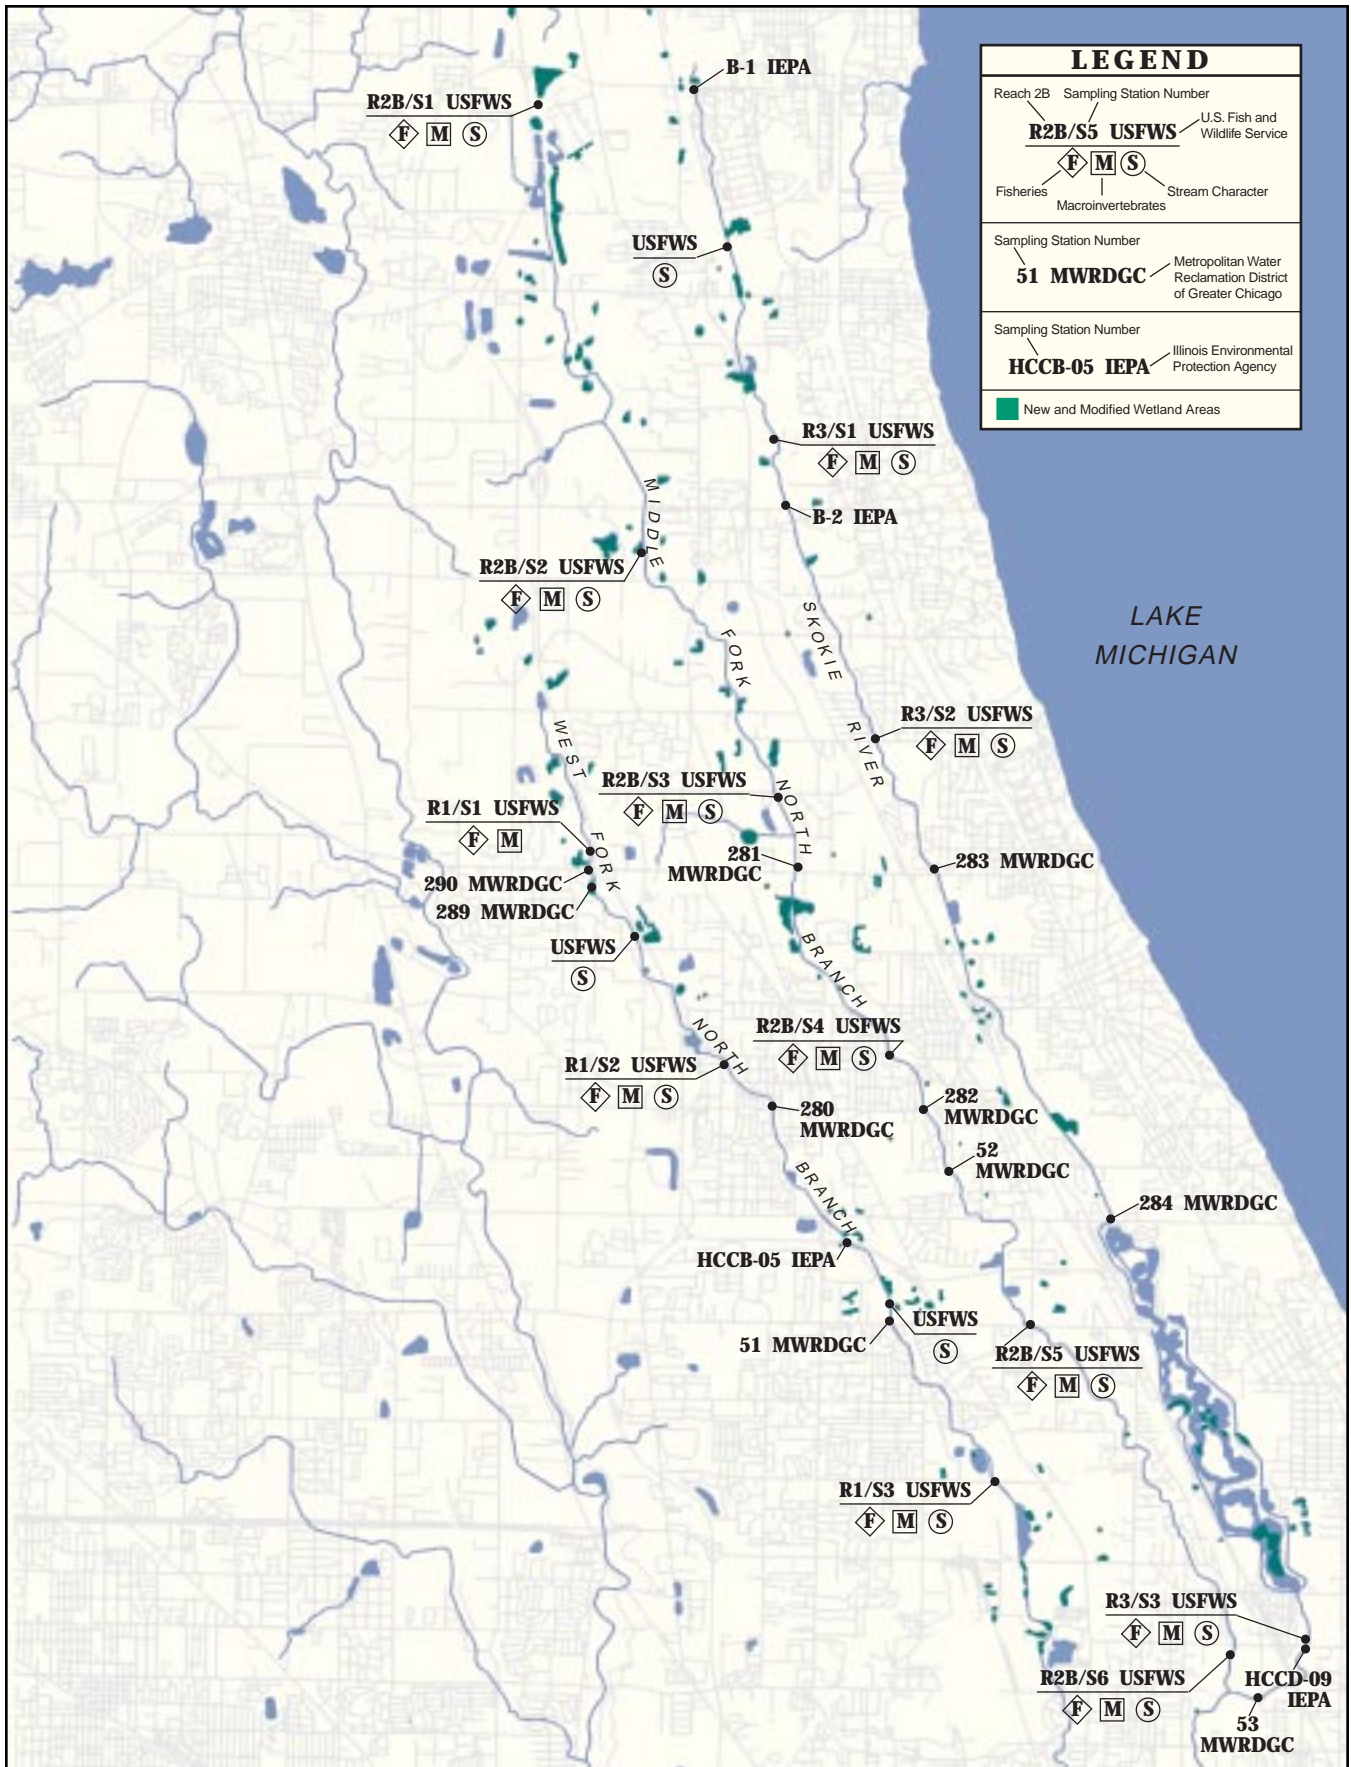 LEGEND
Reach 2B Sampling Station Number
R2B/S5 USFWS
U.S. Fish and
Wildlife Service
F M S
Fisheries
Stream Character
Macroinvertebrates
Sampling Station Number
51 MWRDGC
Metropolitan Water
Reclamation District
of Greater Chicago
Sampling Station Number
HCCB-05 IEPA
Illinois Environmental
Protection Agency
New and Modified Wetland Areas
B-1 IEPA
R2B/S1 USFWS
F M S
USFWS
S
R3/S1 USFWS
F M S
B-2 IEPA
MIDDLE
R2B/S2 USFWS
F M S
LAKE
MICHIGAN
SKOKIE
FORK
R3/S2 USFWS
F M S
RIVER
WEST
R2B/S3 USFWS
F M S
NORTH
R1/S1 USFWS
F M
FORK
281
MWRDGC
283 MWRDGC
290 MWRDGC
289 MWRDGC
USFWS
S
BRANCH
NORTH
R2B/S4 USFWS
F M S
R1/S2 USFWS
F M S
280
MWRDGC
282
MWRDGC
52
MWRDGC
BRANCH
284 MWRDGC
HCCB-05 IEPA
USFWS
S
51 MWRDGC
R2B/S5 USFWS
F M S
R1/S3 USFWS
F M S
R3/S3 USFWS
F M S
R2B/S6 USFWS
F M S
HCCD-09
IEPA
53
MWRDGC